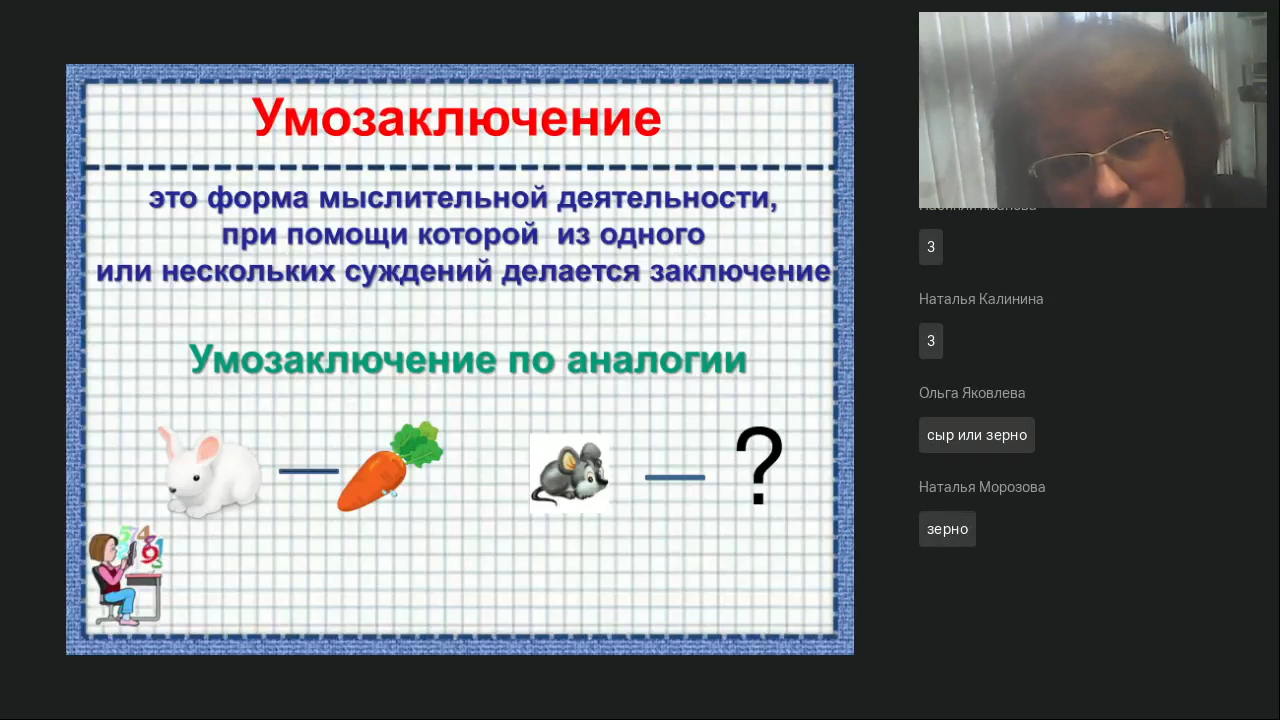 Умозаключение
это форма мыслительной деятельности,
при помощи которой из одного
или нескольких суждений делается заключение
Умозаключение по аналогии
?
3
Наталья Калинина
3
Ольга Яковлева
сыр или зерно
Наталья Морозова
зерно